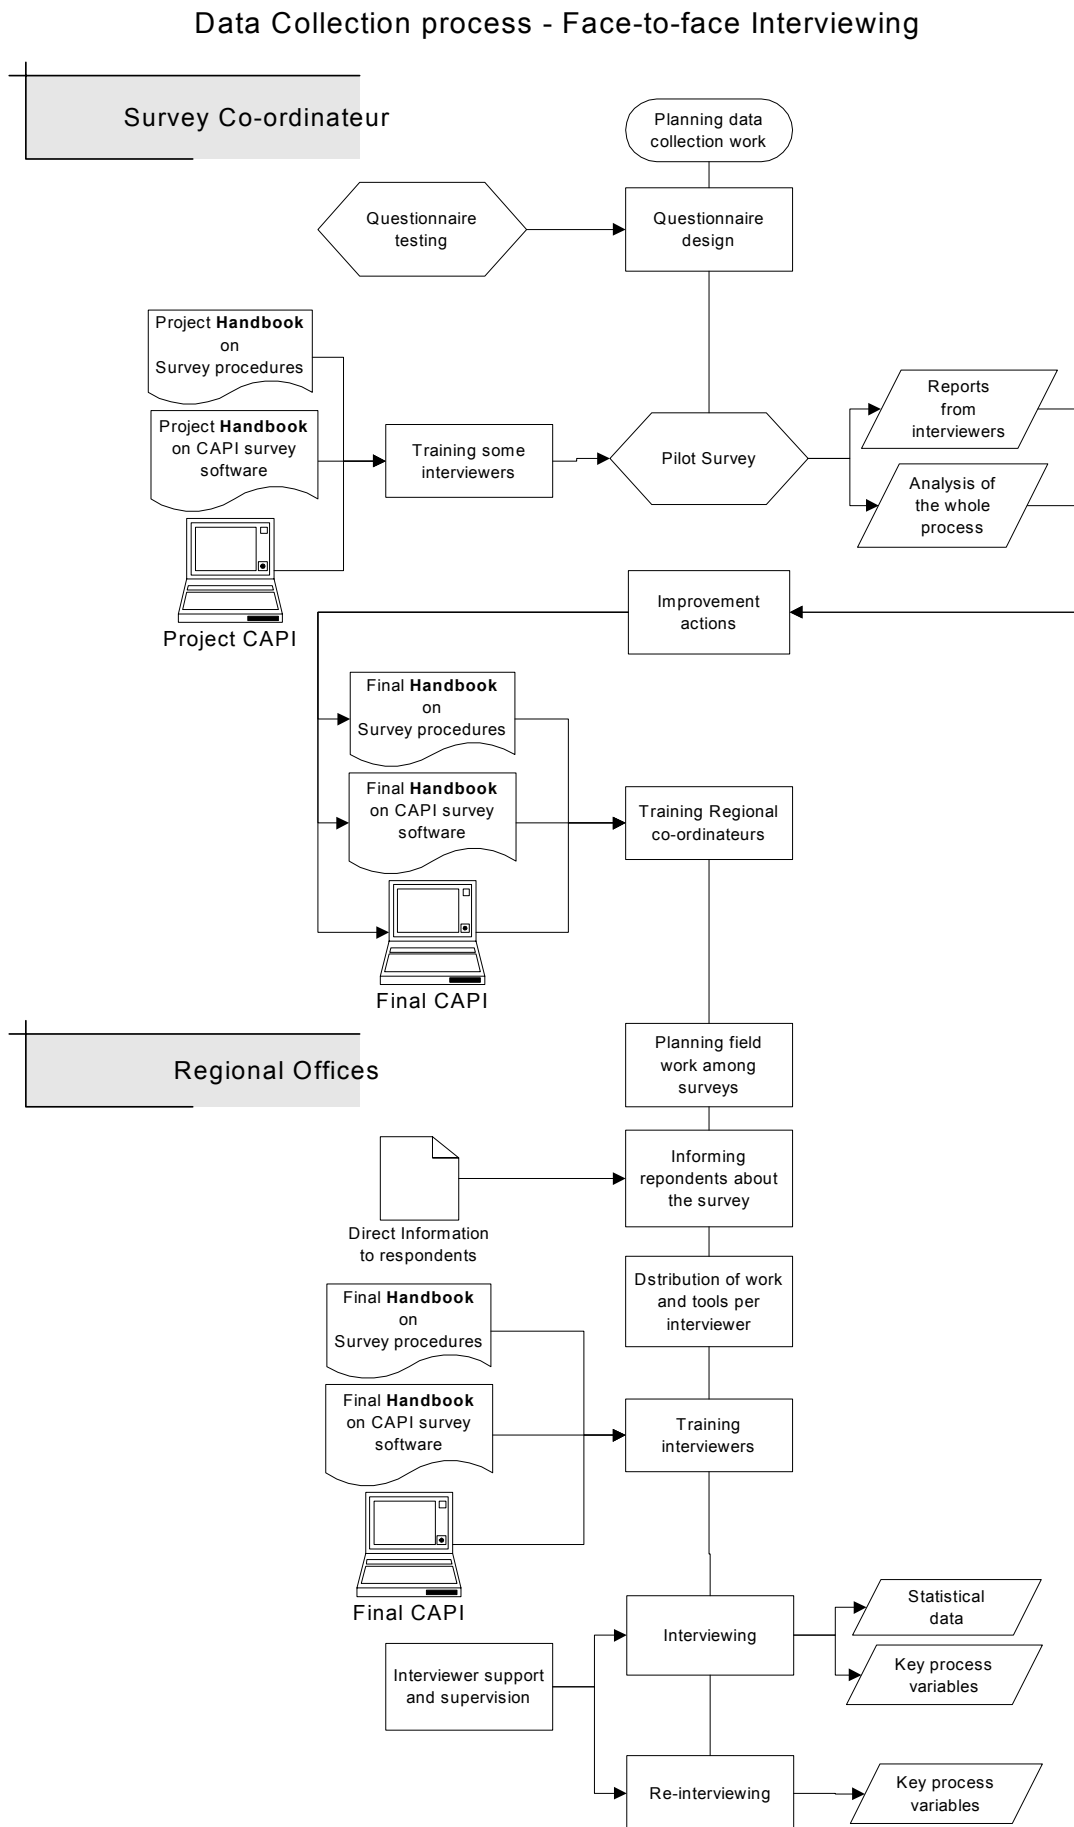 Data Collection process - Face-to-face Interviewing
Survey Co-ordinateur
Planning data
collection work
Questionnaire
testing
Questionnaire
design
Project Handbook
on
Survey procedures
Project Handbook
on CAPI survey
software
Training some
interviewers
Pilot Survey
Reports
from
interviewers
Analysis of
the whole
process
Project CAPI
Improvement
actions
Final Handbook
on
Survey procedures
Final Handbook
on CAPI survey
software
Training Regional
co-ordinateurs
Final CAPI
Regional Offices
Planning field
work among
surveys
Informing
repondents about
the survey
Direct Information
to respondents
Dstribution of work
and tools per
interviewer
Final Handbook
on
Survey procedures
Final Handbook
on CAPI survey
software
Training
interviewers
Final CAPI
Interviewing
Statistical
data
Key process
variables
Interviewer support
and supervision
Re-interviewing
Key process
variables